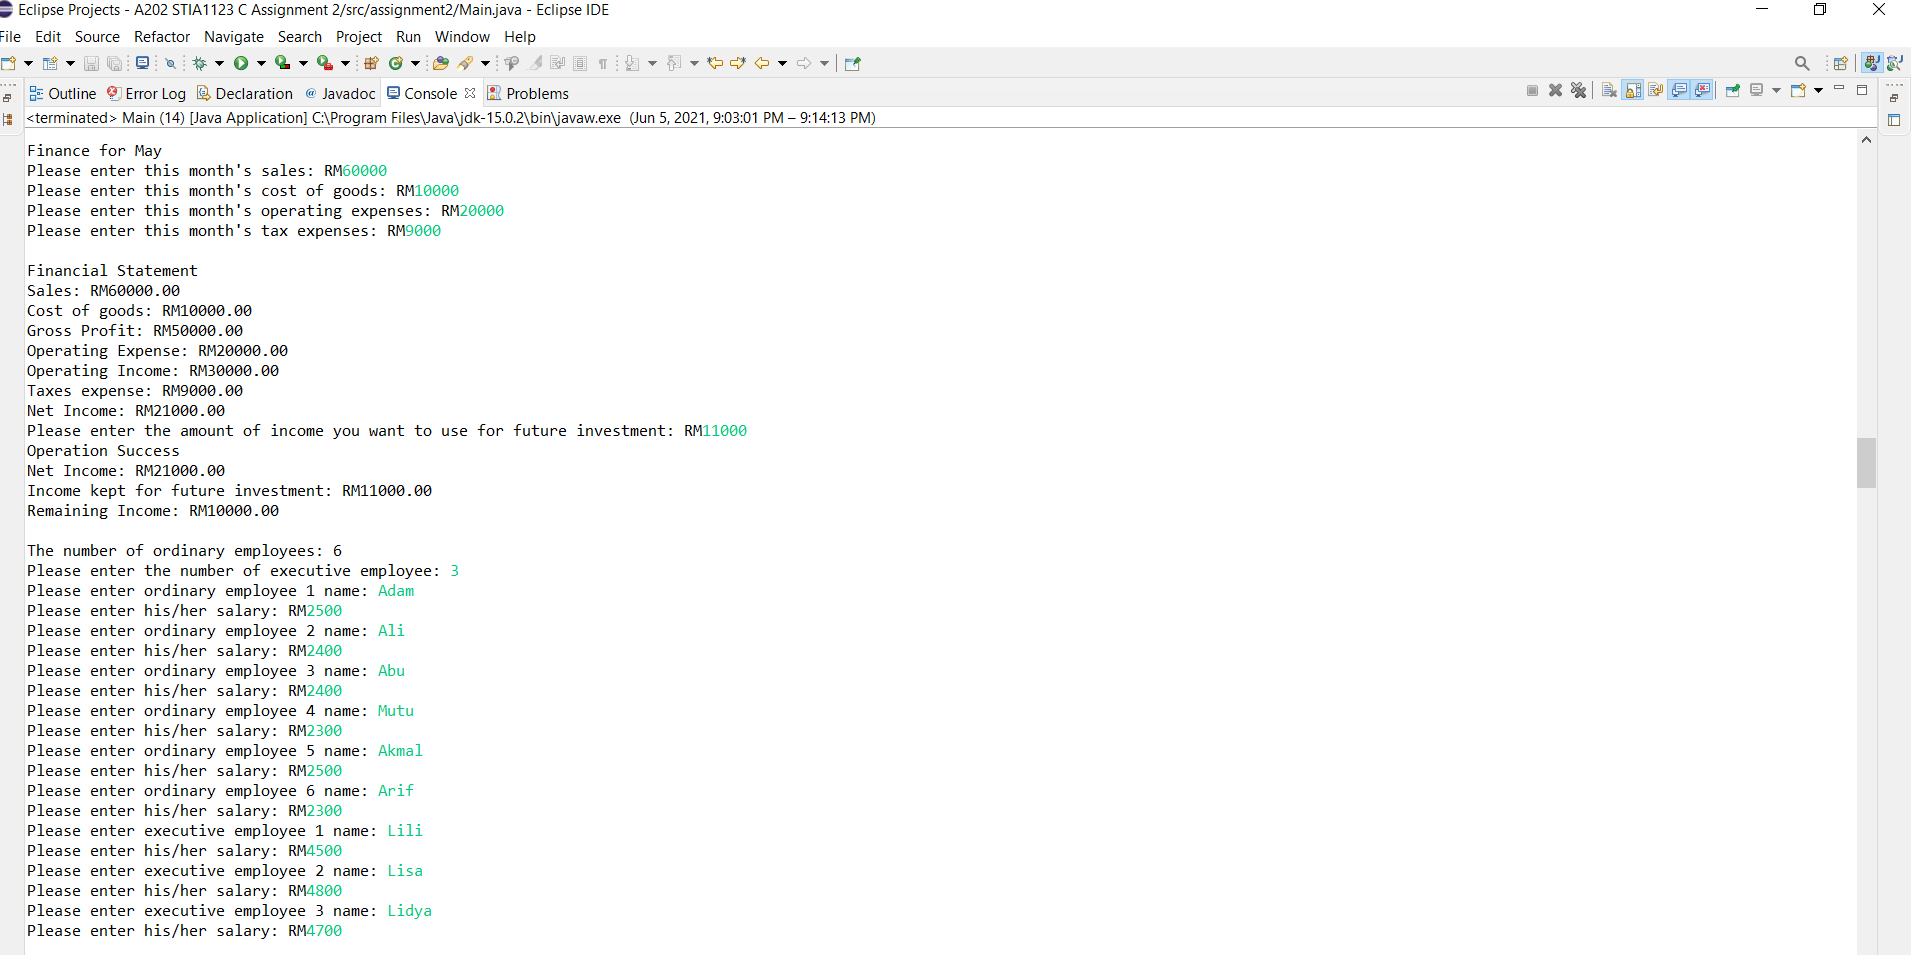 Eclipse Projects - A202 STIA1123 C Assignment 2/src/assignment2/Main.java - Eclipse IDE
File Edit Source Refactor Navigate Search Project Run Window Help
Outline Error Log Declaration @ Javadoc Console Problems
<terminated> Main (14) [Java Application] C:\Program Files\Java\jdk-15.0.2\bin\javaw.exe (Jun 5, 2021, 9:03:01 PM – 9:14:13 PM)
Finance for May
Please enter this month's sales: RM60000
Please enter this month's cost of goods: RM10000
Please enter this month's operating expenses: RM20000
Please enter this month's tax expenses: RM9000
Financial Statement
Sales: RM60000.00
Cost of goods: RM10000.00
Gross Profit: RM50000.00
Operating Expense: RM20000.00
Operating Income: RM30000.00
Taxes expense: RM9000.00
Net Income: RM21000.00
Please enter the amount of income you want to use for future investment: RM11000
Operation Success
Net Income: RM21000.00
Income kept for future investment: RM11000.00
Remaining Income: RM10000.00
The number of ordinary employees: 6
Please enter the number of executive employee: 3
Please enter ordinary employee 1 name: Adam
Please enter his/her salary: RM2500
Please enter ordinary employee 2 name: Ali
Please enter his/her salary: RM2400
Please enter ordinary employee 3 name: Abu
Please enter his/her salary: RM2400
Please enter ordinary employee 4 name: Mutu
Please enter his/her salary: RM2300
Please enter ordinary employee 5 name: Akmal
Please enter his/her salary: RM2500
Please enter ordinary employee 6 name: Arif
Please enter his/her salary: RM2300
Please enter executive employee 1 name: Lili
Please enter his/her salary: RM4500
Please enter executive employee 2 name: Lisa
Please enter his/her salary: RM4800
Please enter executive employee 3 name: Lidya
Please enter his/her salary: RM4700